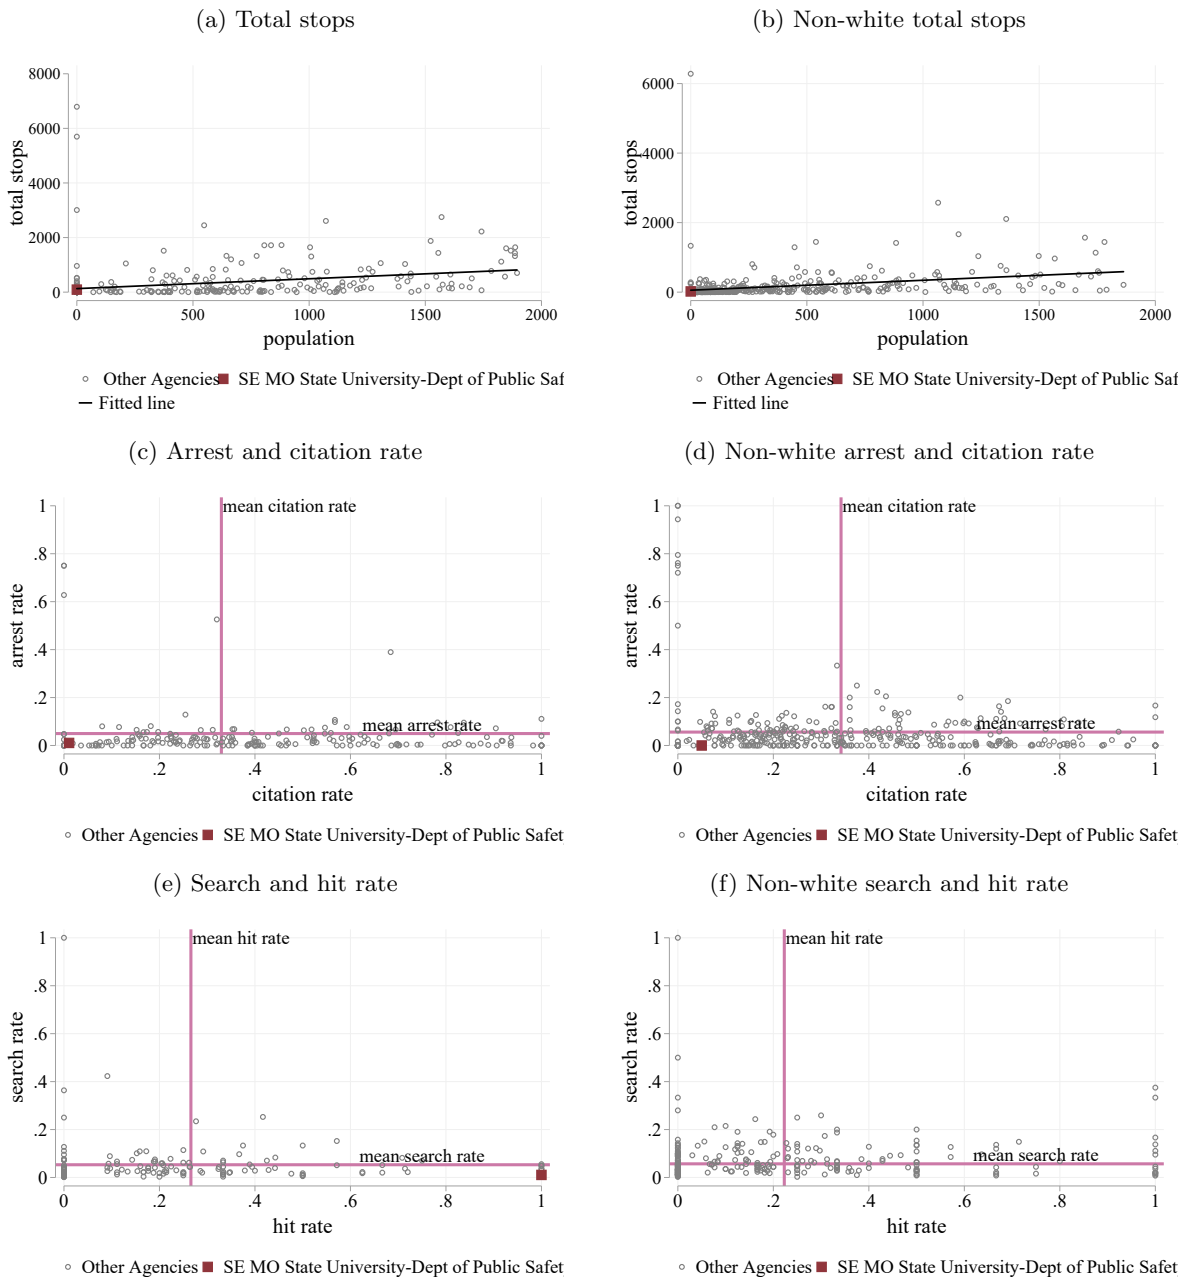 (a) Total stops
(b) Non-white total stops
8000
6000
4000
2000
0
total stops
0 500 1000 1500 2000
population
Other Agencies SE MO State University-Dept of Public Saf
Fitted line
6000
4000
2000
0
total stops
0 500 1000 1500 2000
population
Other Agencies SE MO State University-Dept of Public Saf
Fitted line
(c) Arrest and citation rate
(d) Non-white arrest and citation rate
1
.8
.6
.4
.2
0
arrest rate
mean citation rate
mean arrest rate
0 .2 .4 .6 .8 1
citation rate
Other Agencies SE MO State University-Dept of Public Safet
1
.8
.6
.4
.2
0
arrest rate
mean citation rate
mean arrest rate
0 .2 .4 .6 .8 1
citation rate
Other Agencies SE MO State University-Dept of Public Safet
(e) Search and hit rate
(f) Non-white search and hit rate
1
.8
.6
.4
.2
0
search rate
mean hit rate
mean search rate
0 .2 .4 .6 .8 1
hit rate
Other Agencies SE MO State University-Dept of Public Safet
1
.8
.6
.4
.2
0
search rate
mean hit rate
mean search rate
0 .2 .4 .6 .8 1
hit rate
Other Agencies SE MO State University-Dept of Public Safet